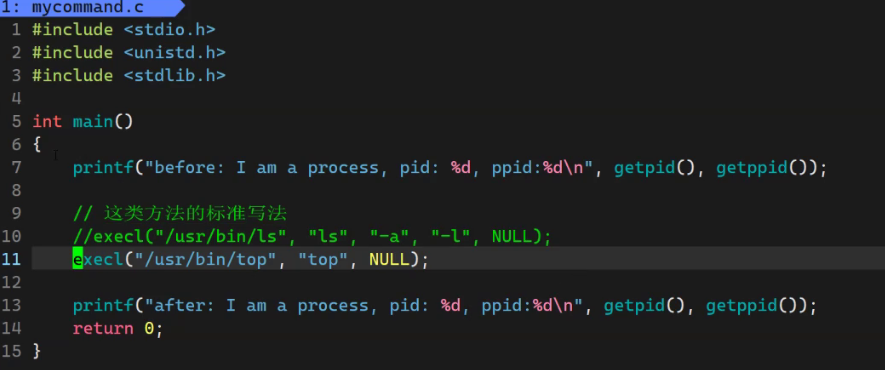 1: mycommand.c
1 #include <stdio.h>
2 #include <unistd.h>
3 #include <stdlib.h>
4
5 int main()
6 {
7     printf("before: I am a process, pid: %d, ppid:%d\n", getpid(), getppid());
8
9     // 这类方法的标准写法
10     //execl("/usr/bin/ls", "ls", "-a", "-l", NULL);
11     execl("/usr/bin/top", "top", NULL);
12
13     printf("after: I am a process, pid: %d, ppid:%d\n", getpid(), getppid());
14     return 0;
15 }